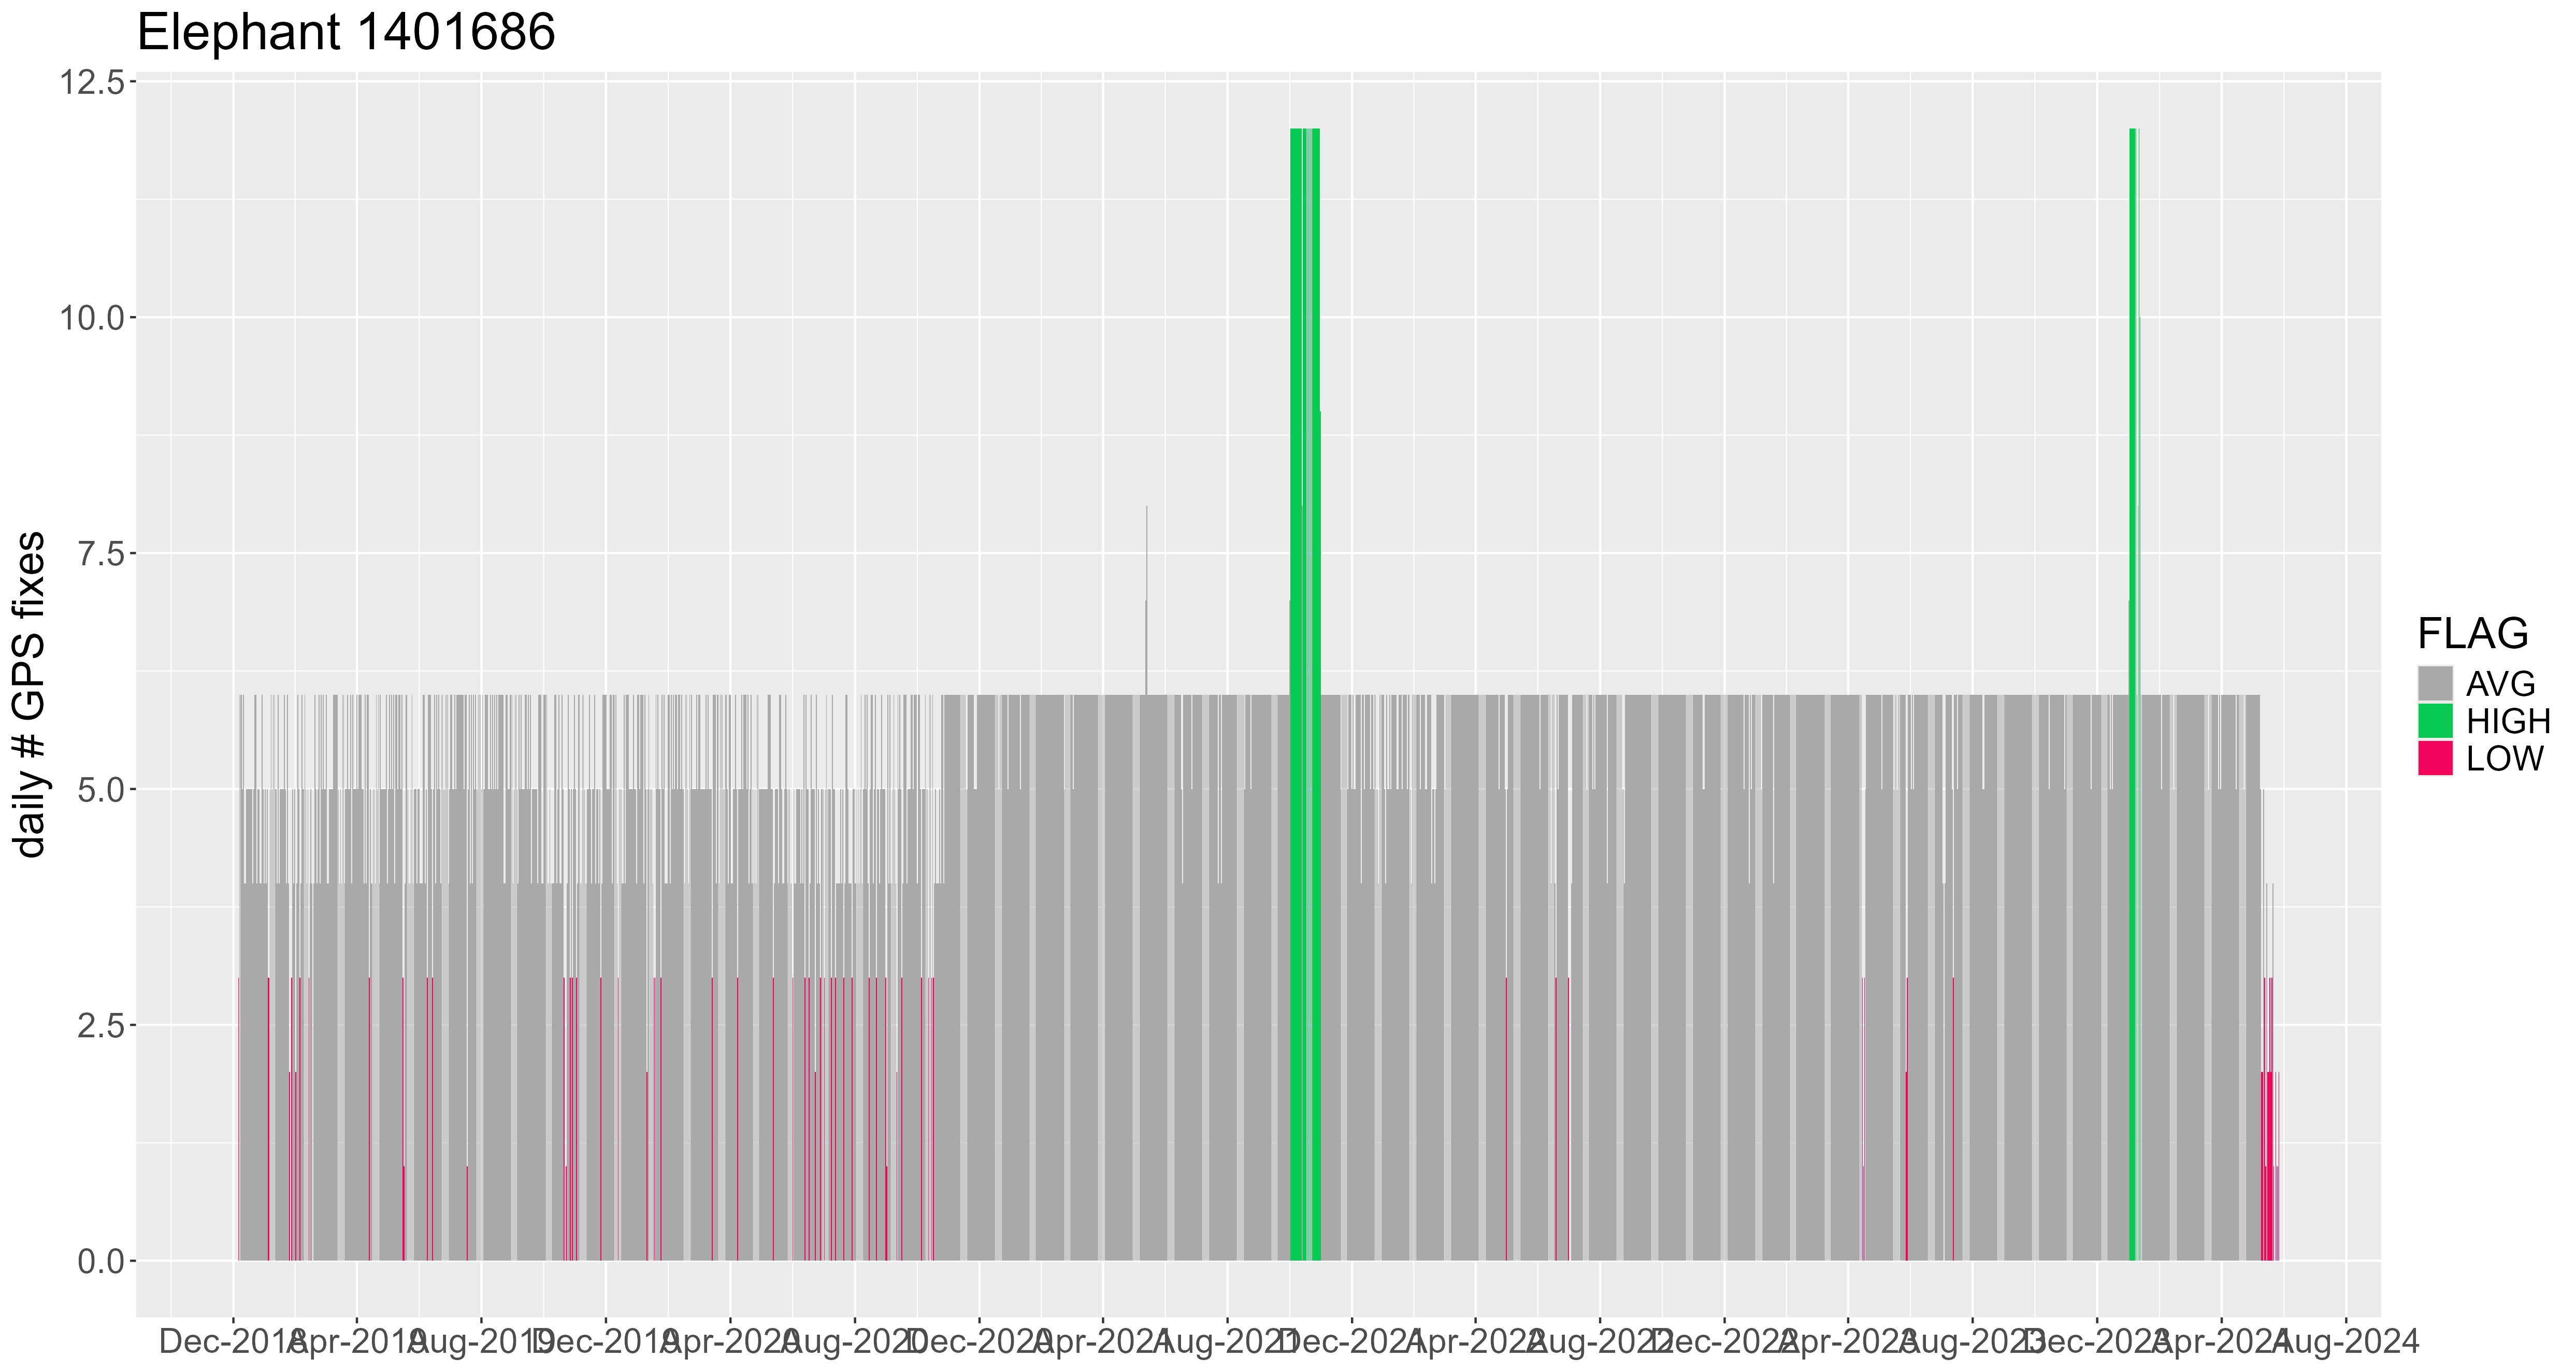 Elephant 1401686
12.5
10.0
7.5
5.0
2.5
0.0
daily # GPS fixes
Dec-2018 Apr-2019 Aug-2019 Dec-2019 Apr-2020 Aug-2020 Dec-2020 Apr-2021 Aug-2021 Dec-2021 Apr-2022 Aug-2022 Dec-2022 Apr-2023 Aug-2023 Dec-2023 Apr-2024 Aug-2024
FLAG
AVG
HIGH
LOW